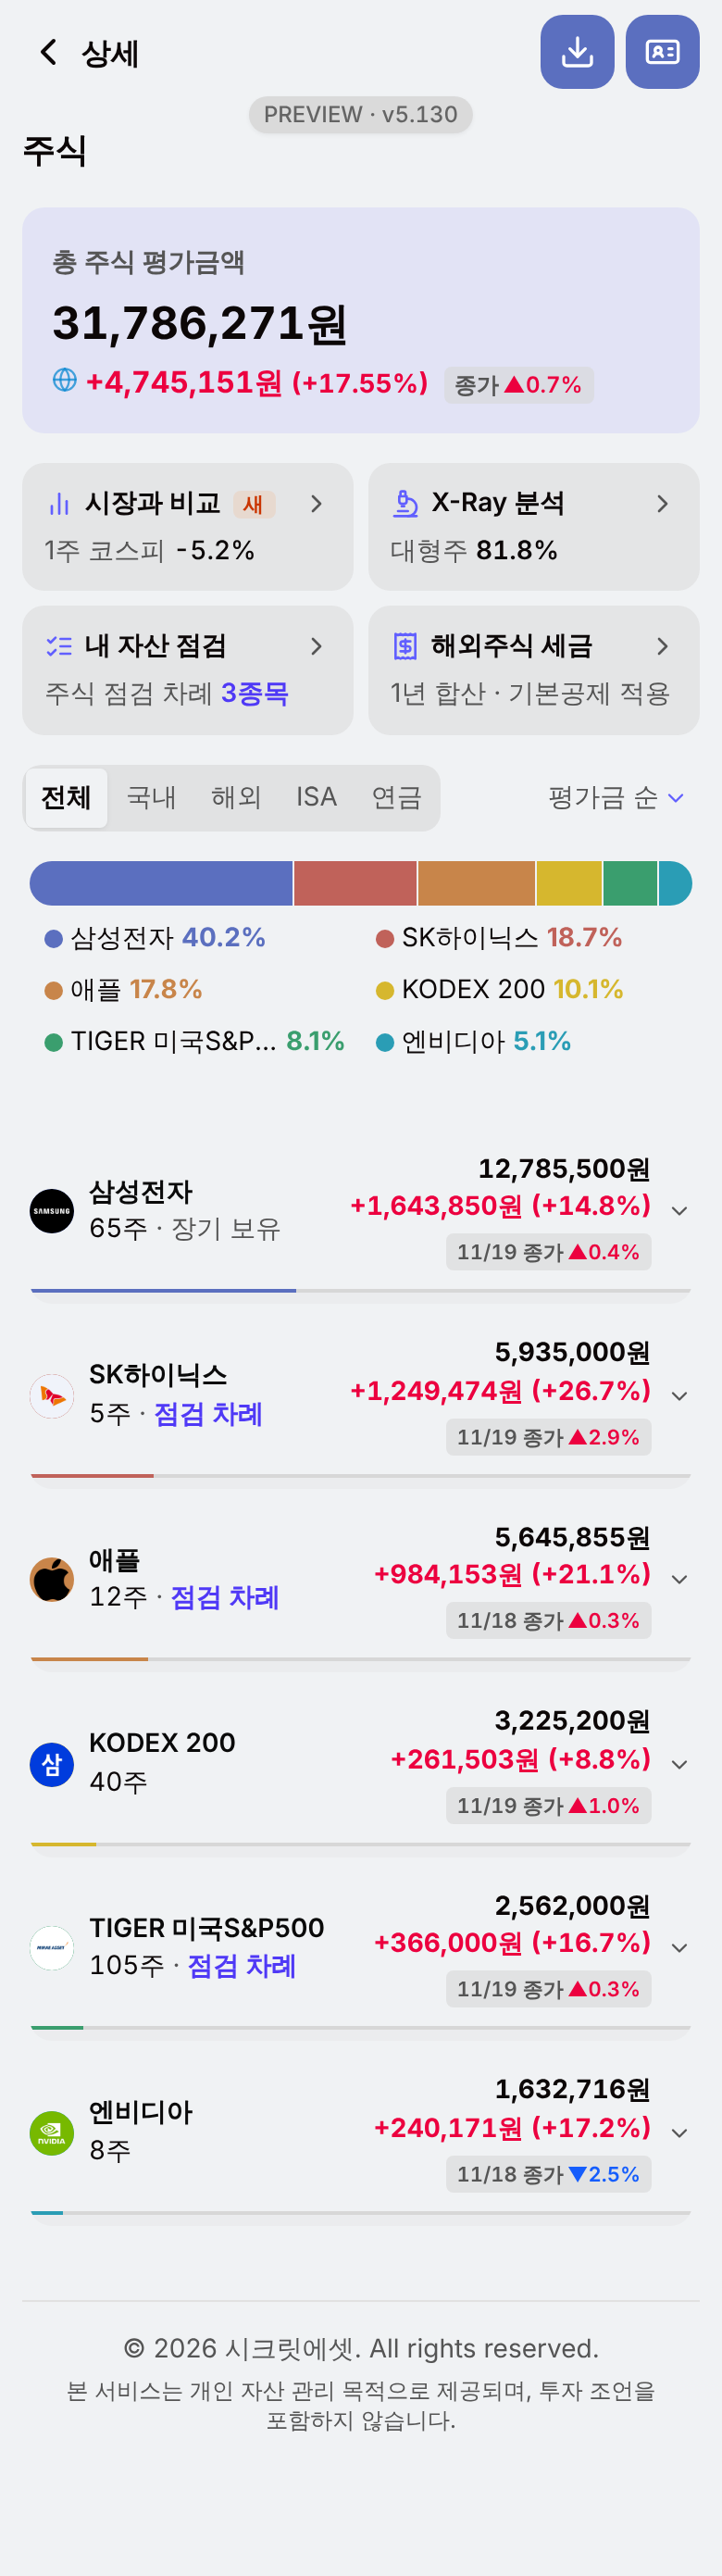 상세
PREVIEW · v5.130
주식
총 주식 평가금액
31,786,271원
+4,745,151원 (+17.55%) 종가 ▲0.7%
시장과 비교 새
1주 코스피 -5.2%
X-Ray 분석
대형주 81.8%
내 자산 점검
주식 점검 차례 3종목
해외주식 세금
1년 합산 · 기본공제 적용
전체 국내 해외 ISA 연금 평가금 순
삼성전자 40.2% SK하이닉스 18.7%
애플 17.8% KODEX 200 10.1%
TIGER 미국S&P... 8.1% 엔비디아 5.1%
SAMSUNG
삼성전자
65주 · 장기 보유
12,785,500원
+1,643,850원 (+14.8%)
11/19 종가 ▲0.4%
SK하이닉스
5주 · 점검 차례
5,935,000원
+1,249,474원 (+26.7%)
11/19 종가 ▲2.9%
애플
12주 · 점검 차례
5,645,855원
+984,153원 (+21.1%)
11/18 종가 ▲0.3%
삼
KODEX 200
40주
3,225,200원
+261,503원 (+8.8%)
11/19 종가 ▲1.0%
MIRAE ASSET
TIGER 미국S&P500
105주 · 점검 차례
2,562,000원
+366,000원 (+16.7%)
11/19 종가 ▲0.3%
NVIDIA
엔비디아
8주
1,632,716원
+240,171원 (+17.2%)
11/18 종가 ▼2.5%
© 2026 시크릿에셋. All rights reserved.
본 서비스는 개인 자산 관리 목적으로 제공되며, 투자 조언을
포함하지 않습니다.